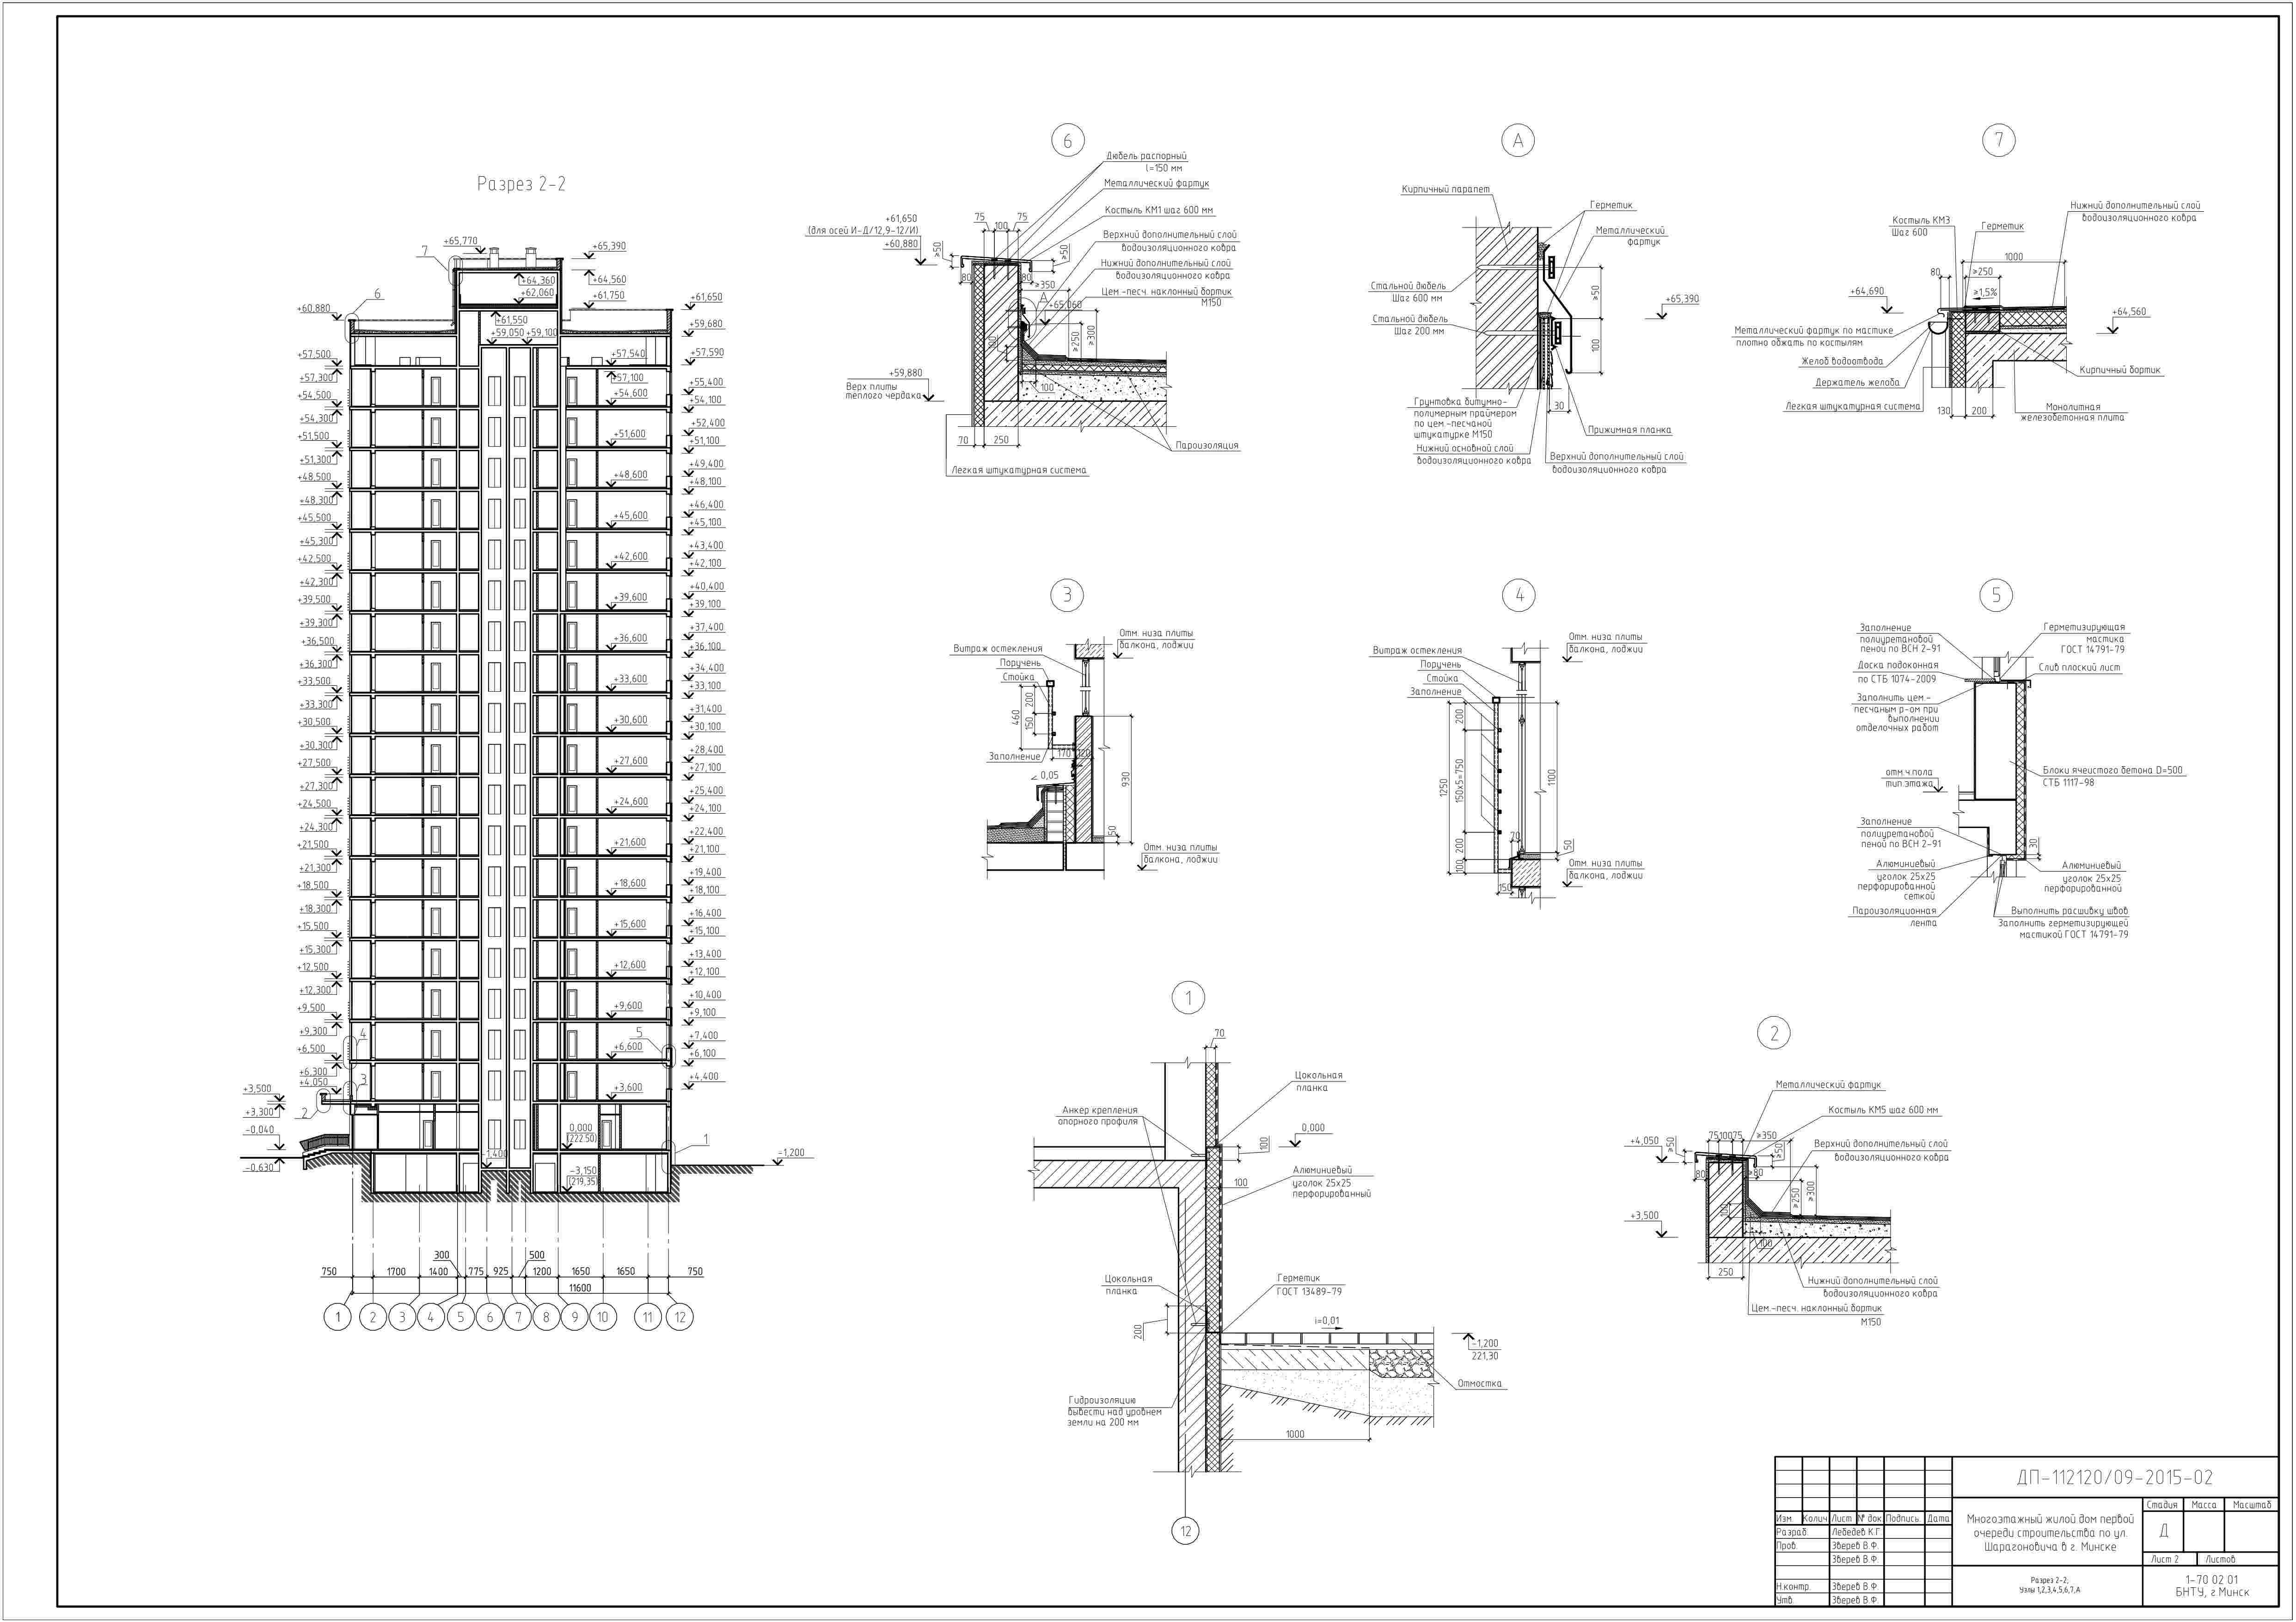 Разрез 2-2
7
+65,770
+65,390
+64,360
+64,560
+62,060
+61,750
6
+60,880
+61,550
+61,650
+59,050
+59,100
+59,680
+57,500
+57,540
+57,590
+57,300
+57,100
+55,400
+54,500
+54,600
+54,100
+54,300
+52,400
+51,500
+51,600
+51,100
+51,300
+49,400
+48,500
+48,600
+48,100
+48,300
+46,400
+45,500
+45,600
+45,100
+45,300
+43,400
+42,500
+42,600
+42,100
+42,300
+40,400
+39,500
+39,600
+39,100
+39,300
+37,400
+36,500
+36,600
+36,100
+36,300
+34,400
+33,500
+33,600
+33,100
+33,300
+31,400
+30,500
+30,600
+30,100
+30,300
+28,400
+27,500
+27,600
+27,100
+27,300
+25,400
+24,500
+24,600
+24,100
+24,300
+22,400
+21,500
+21,600
+21,100
+21,300
+19,400
+18,500
+18,600
+18,100
+18,300
+16,400
+15,500
+15,600
+15,100
+15,300
+13,400
+12,500
+12,600
+12,100
+12,300
+10,400
+9,500
+9,600
+9,100
+9,300
4
5
+7,400
+6,500
+6,600
+6,100
+6,300
+4,050
3
+4,400
+3,500
+3,600
+3,300
2
-0,040
0,000
(222.50)
1
-0,630
-1,400
-3,150
(219,35)
-1,200
300
500
750 1700 1400 775 925 1200 1650 1650 750
11600
1 2 3 4 5 6 7 8 9 10 11 12
6
Дюбель распорный
l=150 мм
Металлический фартук
Костыль КМ1 шаг 600 мм
Верхний дополнительный слой
водоизоляционного ковра
Нижний дополнительный слой
водоизоляционного ковра
Цем.-песч. наклонный бортик
М150
+61,650
(для осей И-Д/12,9-12/И)
+60,880
75 100 75
≥50
≥50
80
80
≥350
А
+65,060
100
≥250
≥300
100
+59,880
Верх плиты
теплого чердака
70 250
Пароизоляция
Легкая штукатурная система
А
Кирпичный парапет
Герметик
Металлический
фартук
Стальной дюбель
Шаг 600 мм
Стальной дюбель
Шаг 200 мм
≥50
+65,390
100
30
Грунтовка битумно-
полимерным праймером
по цем.-песчаной
штукатурке М150
Нижний основной слой
водоизоляционного ковра
Прижимная планка
Верхний дополнительный слой
водоизоляционного ковра
7
Нижний дополнительный слой
водоизоляционного ковра
Костыль КМ3
Шаг 600
Герметик
1000
80
≥250
≥1,5%
+64,690
+64,560
Металлический фартук по мастике
плотно обжать по костылям
Желоб водоотвода
Держатель желоба
Легкая штукатурная система
Кирпичный бортик
130 200
Монолитная
железобетонная плита
3
Отм. низа плиты
балкона, лоджии
Витраж остекления
Поручень
Стойка
200
460
150
Заполнение
170 120
∠ 0,05
930
50
Отм. низа плиты
балкона, лоджии
4
Отм. низа плиты
балкона, лоджии
Витраж остекления
Поручень
Стойка
Заполнение
200
1250
150x5=750
1100
200
100
70
50
150
Отм. низа плиты
балкона, лоджии
5
Заполнение
полиуретановой
пеной по ВСН 2-91
Доска подоконная
по СТБ 1074-2009
Заполнить цем.-
песчаным р-ом при
выполнении
отделочных работ
Герметизирующая
мастика
ГОСТ 14791-79
Слив плоский лист
отм.ч.пола
тип.этажа
Блоки ячеистого бетона D=500
СТБ 1117-98
Заполнение
полиуретановой
пеной по ВСН 2-91
30
Алюминиевый
уголок 25x25
перфорированной
сеткой
Пароизоляционная
лента
Алюминиевый
уголок 25x25
перфорированной
Выполнить расшивку швов
Заполнить герметизирующей
мастикой ГОСТ 14791-79
1
70
Цокольная
планка
Анкер крепления
опорного профиля
0,000
100
100
Алюминиевый
уголок 25x25
перфорированный
Цокольная
планка
Герметик
ГОСТ 13489-79
200
i=0,01
-1,200
221,30
Отмостка
Гидроизоляцию
вывести над уровнем
земли на 200 мм
1000
12
2
Металлический фартук
Костыль КМ5 шаг 600 мм
Верхний дополнительный слой
водоизоляционного ковра
+4,050
75 100 75 ≥350
≥50
≥50
80
≥80
≥250
≥300
100
100
+3,500
250
Нижний дополнительный слой
водоизоляционного ковра
Цем.-песч. наклонный бортик
М150
ДП-112120/09-2015-02
Многоэтажный жилой дом первой
очереди строительства по ул.
Шарагоновича в г. Минске
Стадия Масса Масштаб
Д
Лист 2 Листов
Изм. Колич Лист № док. Подпись. Дата
Разраб. Лебедев К.Г.
Пров. Зверев В.Ф.
Зверев В.Ф.
Н.контр. Зверев В.Ф.
Утв. Зверев В.Ф.
Разрез 2-2,
Узлы 1,2,3,4,5,6,7,А
1-70 02 01
БНТУ, г Минск